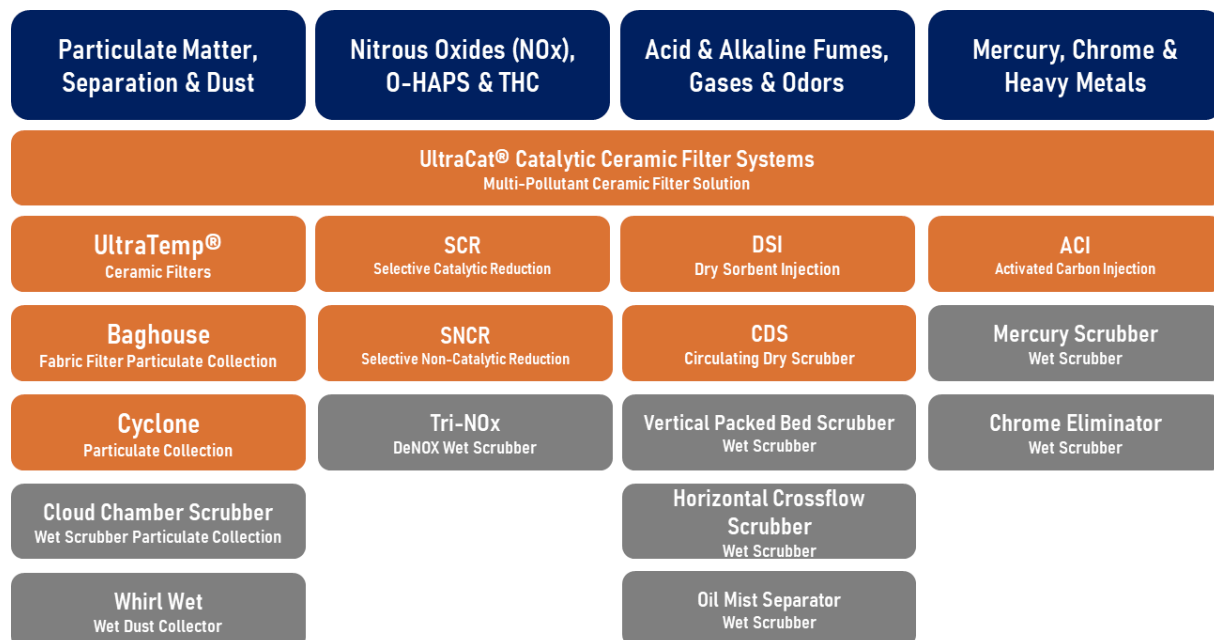 Particulate Matter,
Separation & Dust
Nitrous Oxides (NOx),
O-HAPS & THC
Acid & Alkaline Fumes,
Gases & Odors
Mercury, Chrome &
Heavy Metals
UltraCat® Catalytic Ceramic Filter Systems
Multi-Pollutant Ceramic Filter Solution
UltraTemp®
Ceramic Filters
SCR
Selective Catalytic Reduction
DSI
Dry Sorbent Injection
ACI
Activated Carbon Injection
Baghouse
Fabric Filter Particulate Collection
SNCR
Selective Non-Catalytic Reduction
CDS
Circulating Dry Scrubber
Mercury Scrubber
Wet Scrubber
Cyclone
Particulate Collection
Tri-NOx
DeNOX Wet Scrubber
Vertical Packed Bed Scrubber
Wet Scrubber
Chrome Eliminator
Wet Scrubber
Cloud Chamber Scrubber
Wet Scrubber Particulate Collection
Horizontal Crossflow
Scrubber
Wet Scrubber
Whirl Wet
Wet Dust Collector
Oil Mist Separator
Wet Scrubber